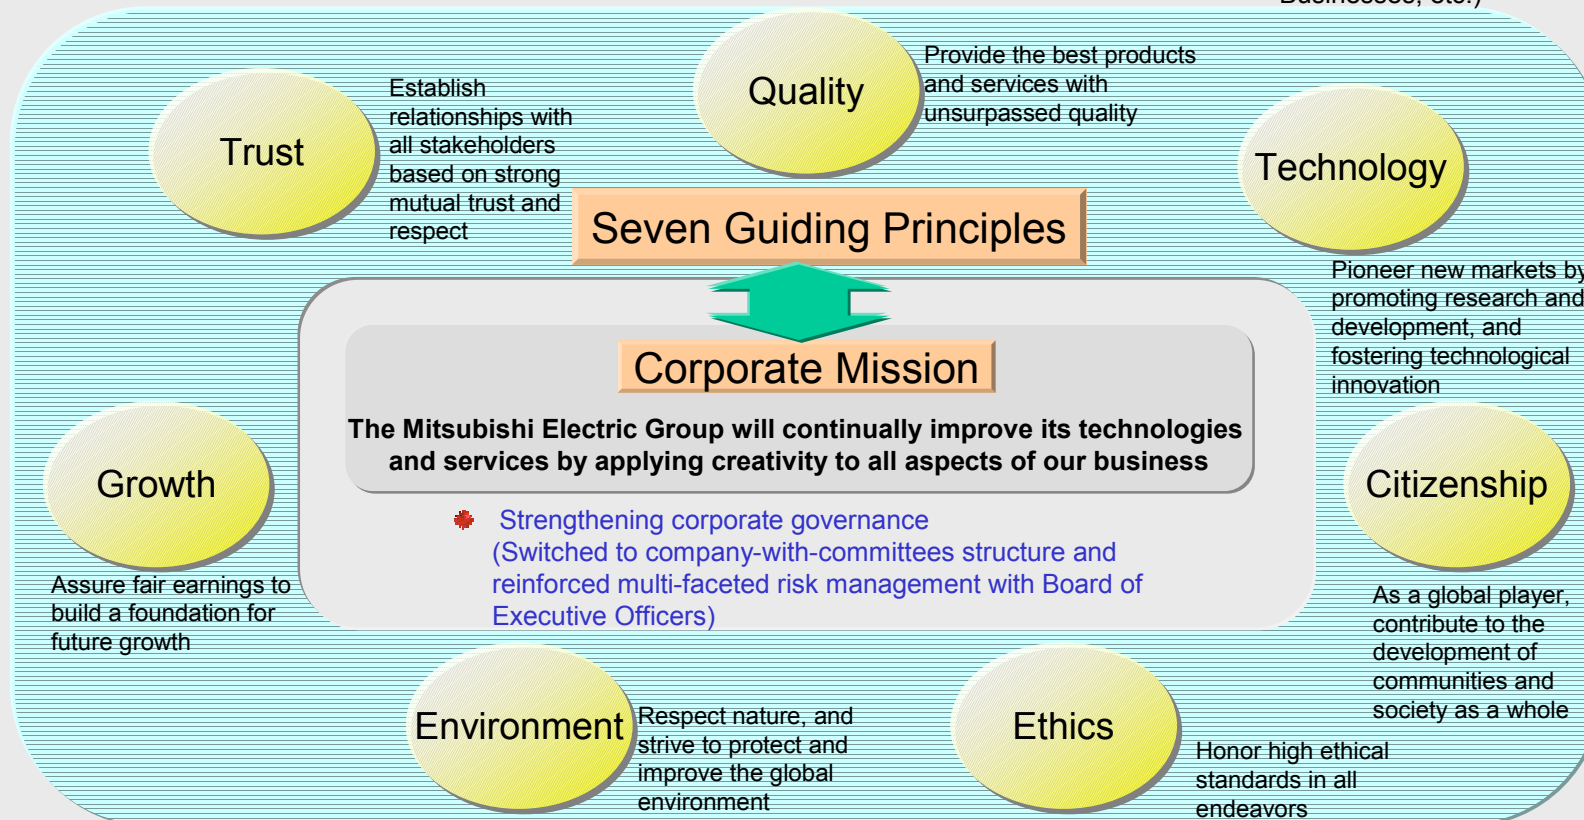 Businesses, etc.)
Quality
Provide the best products
and services with
unsurpassed quality
Trust
Establish
relationships with
all stakeholders
based on strong
mutual trust and
respect
Technology
Pioneer new markets by
promoting research and
development, and
fostering technological
innovation
Seven Guiding Principles
Corporate Mission
The Mitsubishi Electric Group will continually improve its technologies
and services by applying creativity to all aspects of our business
Strengthening corporate governance
(Switched to company-with-committees structure and
reinforced multi-faceted risk management with Board of
Executive Officers)
Growth
Assure fair earnings to
build a foundation for
future growth
Citizenship
As a global player,
contribute to the
development of
communities and
society as a whole
Environment
Respect nature, and
strive to protect and
improve the global
environment
Ethics
Honor high ethical
standards in all
endeavors